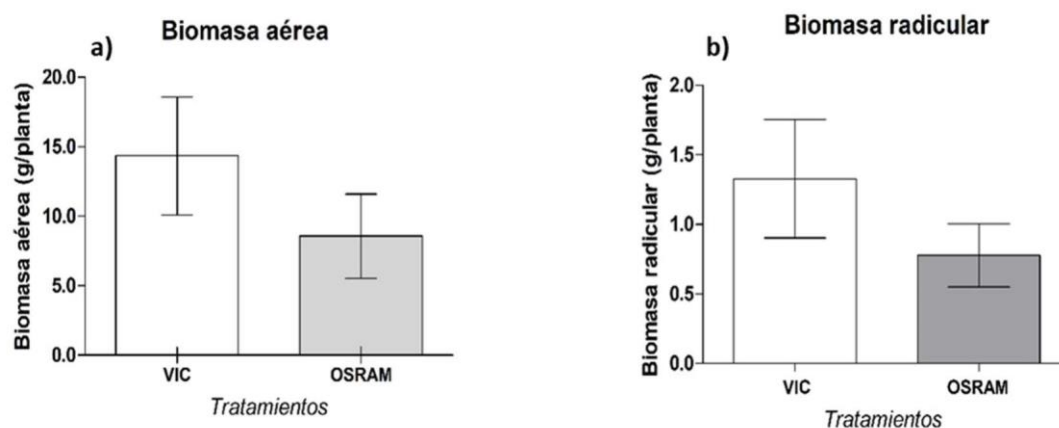 Biomasa aérea
a)
Biomasa aérea (g/planta)
20.0
15.0
10.0
5.0
0.0
VIC OSRAM
Tratamientos
Biomasa radicular
b)
Biomasa radicular (g/planta)
2.0
1.5
1.0
0.5
0.0
VIC OSRAM
Tratamientos